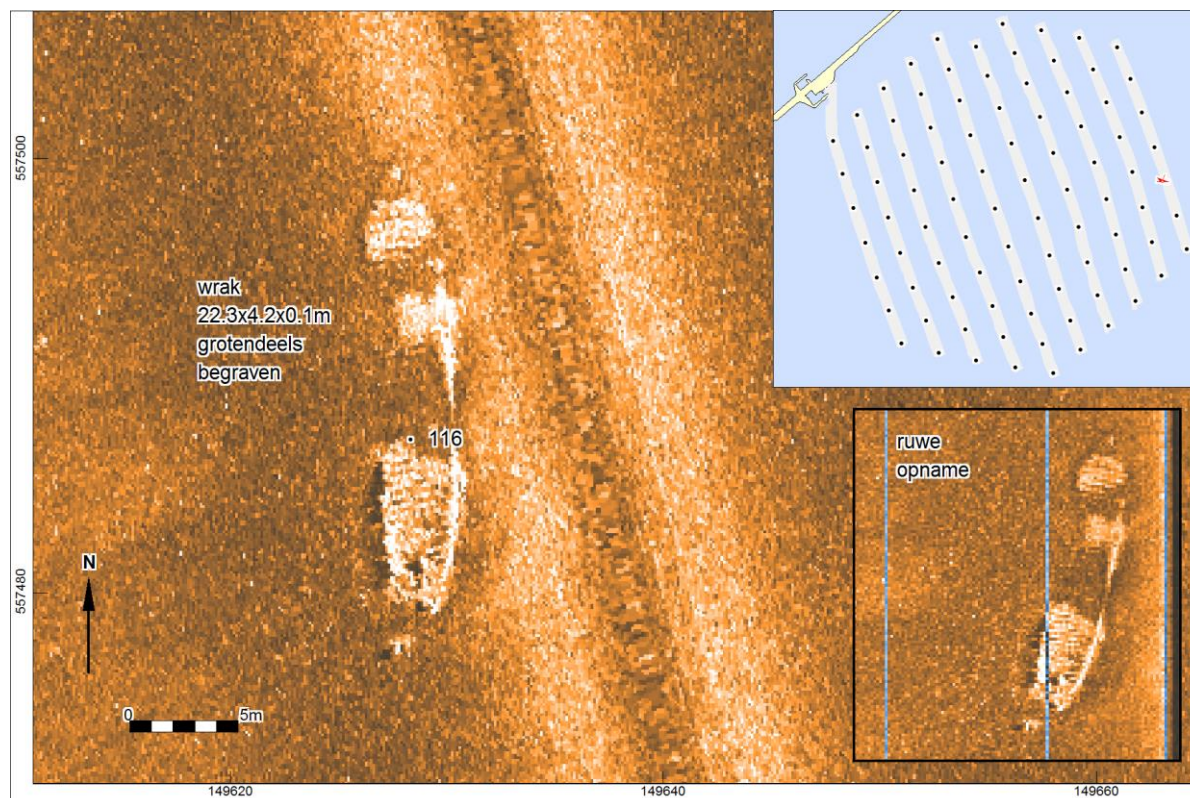 557500
wrak
22.3x4.2x0.1m
grotendeels
begraven
116
ruwe
opname
557480
N
0 5m
149620
149640
149660